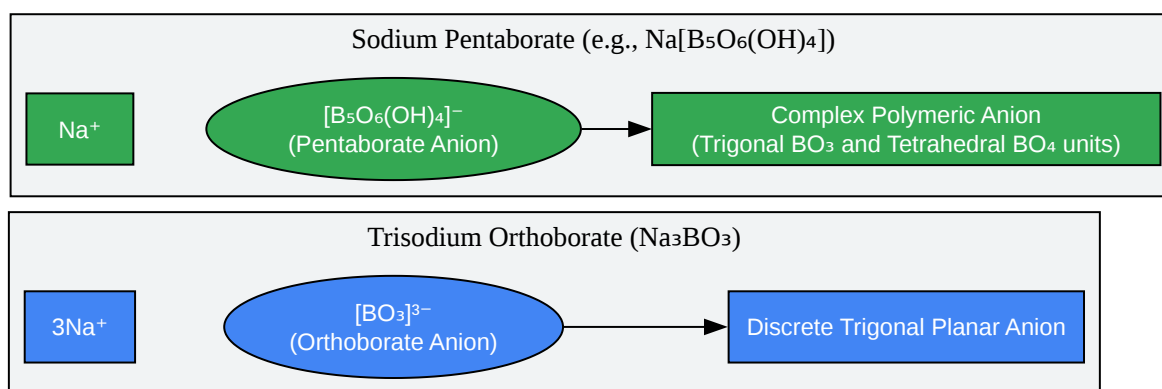 Sodium Pentaborate (e.g., Na[B₅O₆(OH)₄])
Na⁺
[B₅O₆(OH)₄]⁻
(Pentaborate Anion)
Complex Polymeric Anion
(Trigonal BO₃ and Tetrahedral BO₄ units)
Trisodium Orthoborate (Na₃BO₃)
3Na⁺
[BO₃]³⁻
(Orthoborate Anion)
Discrete Trigonal Planar Anion